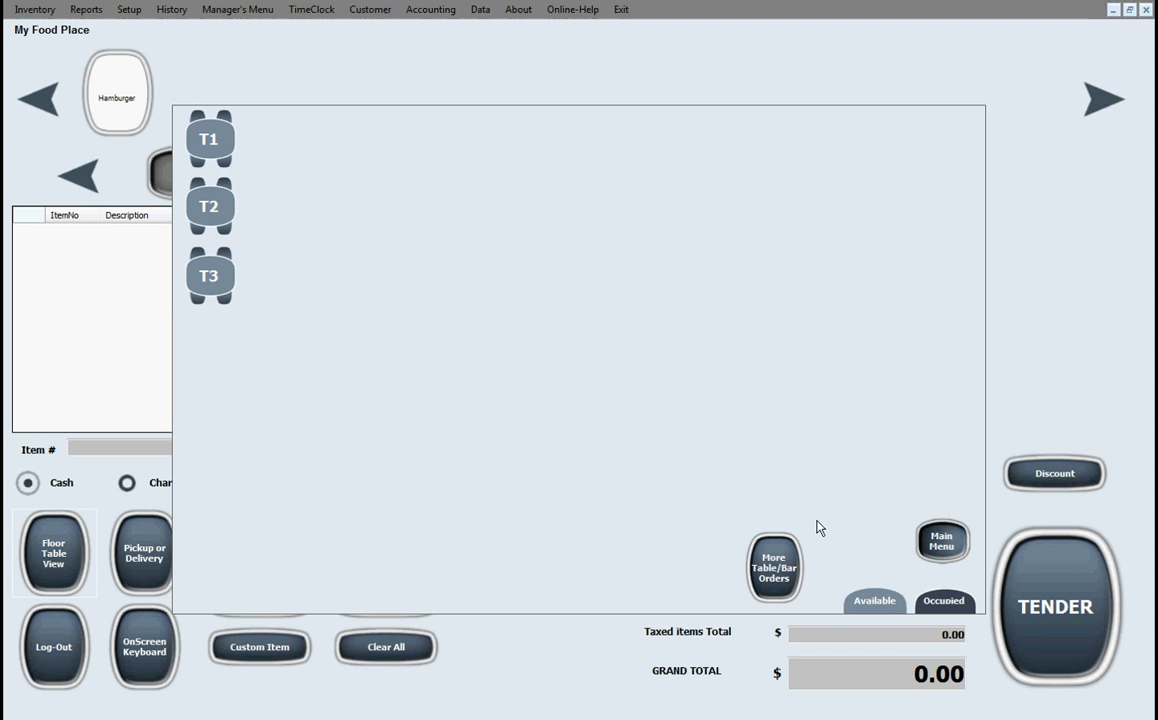 Inventory Reports Setup History Manager's Menu TimeClock Customer Accounting Data About Online-Help Exit
My Food Place
Hamburger
T1
T2
T3
ItemNo Description
Item #
Cash Char
Floor
Table
View
Pickup or
Delivery
More
Table/Bar
Orders
Main
Menu
Available Occupied
Discount
TENDER
Log-Out
OnScreen
Keyboard
Custom Item
Clear All
Taxed items Total $ 0.00
GRAND TOTAL $ 0.00